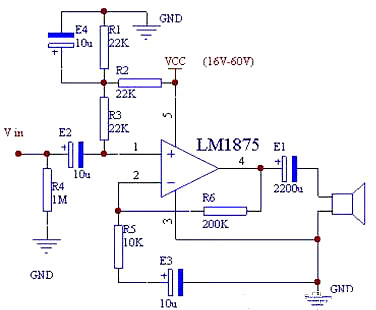 E4
10u
+
R1
22K
GND
R2
22K
VCC (16V-60V)
R3
22K
5
LM1875
V in
E2
+
10u
1
+
4
E1
+
2200u
R4
1M
2
−
R6
200K
3
R5
10K
E3
+
10u
GND
GND